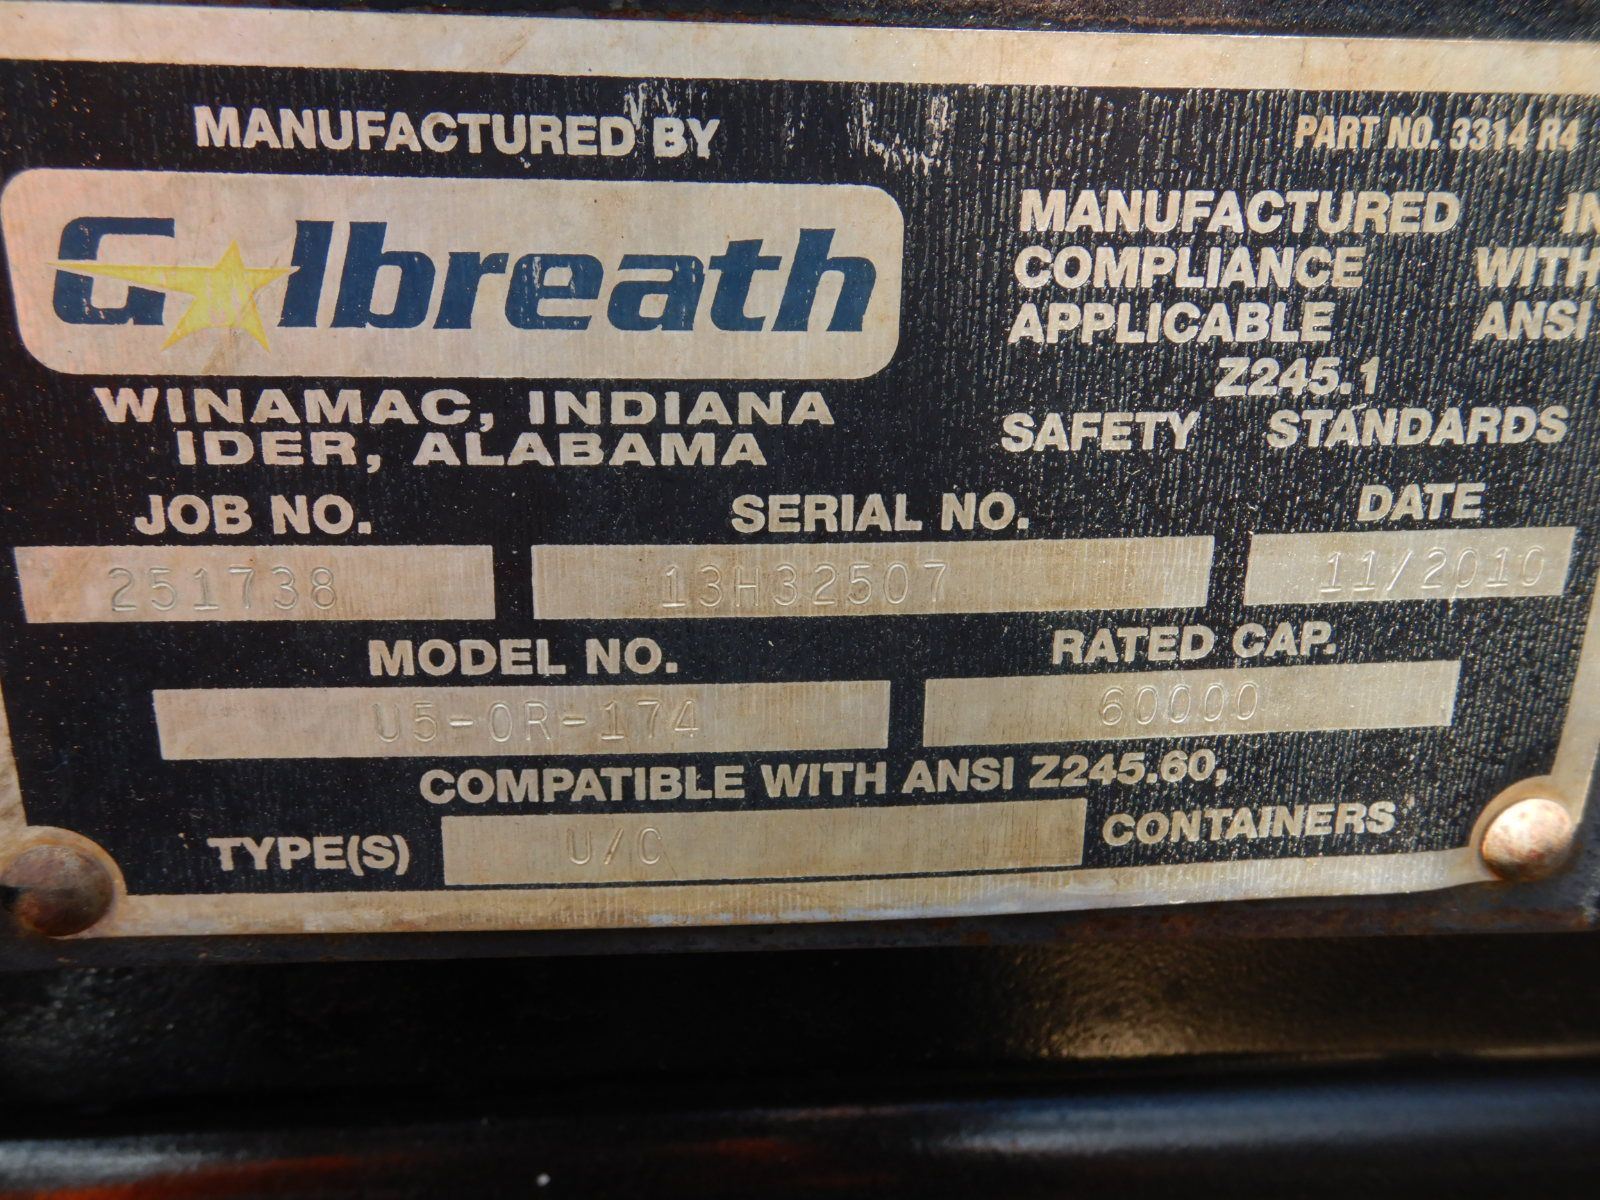 MANUFACTURED BY
PART NO. 3314 R4
Galbreath
WINAMAC, INDIANA
IDER, ALABAMA
MANUFACTURED IN
COMPLIANCE WITH
APPLICABLE ANSI
Z245.1
SAFETY STANDARDS
JOB NO. SERIAL NO. DATE
251738 13H32507 11/2010
MODEL NO. RATED CAP.
U5-OR-174 60000
COMPATIBLE WITH ANSI Z245.60,
TYPE(S) U/C CONTAINERS